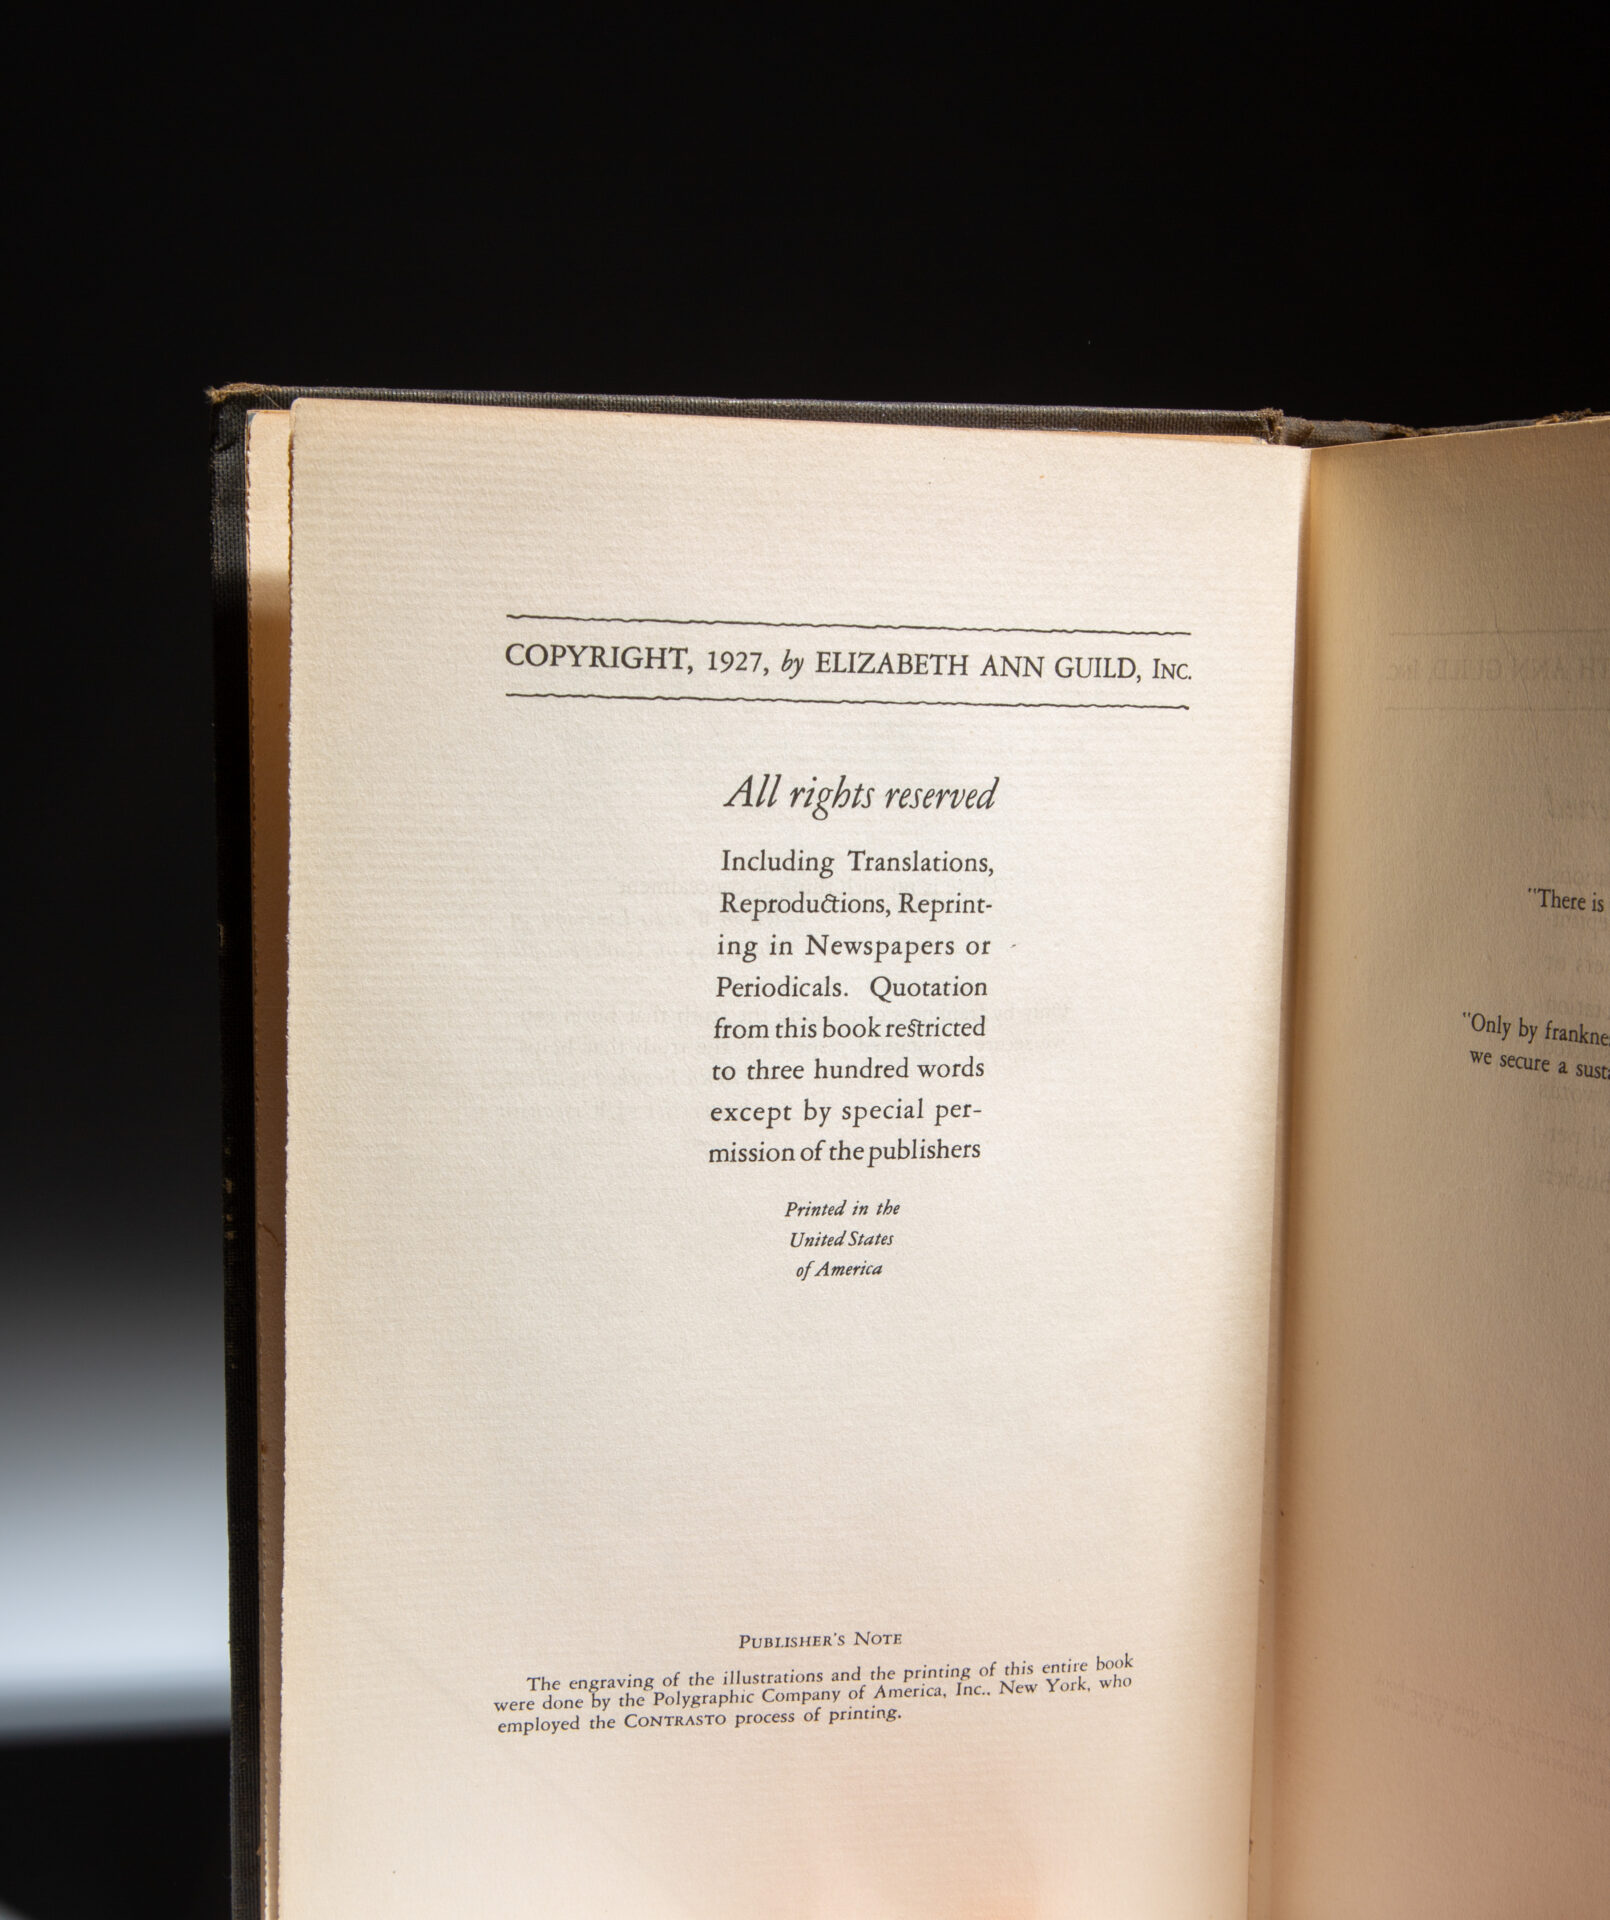 COPYRIGHT, 1927, by ELIZABETH ANN GUILD, INC.
All rights reserved
Including Translations,
Reproductions, Reprint-
ing in Newspapers or
Periodicals. Quotation
from this book restricted
to three hundred words
except by special per-
mission of the publishers
Printed in the
United States
of America
PUBLISHER'S NOTE
The engraving of the illustrations and the printing of this entire book
were done by the Polygraphic Company of America, Inc., New York, who
employed the CONTRASTO process of printing.
"There is
"Only by
we secure a